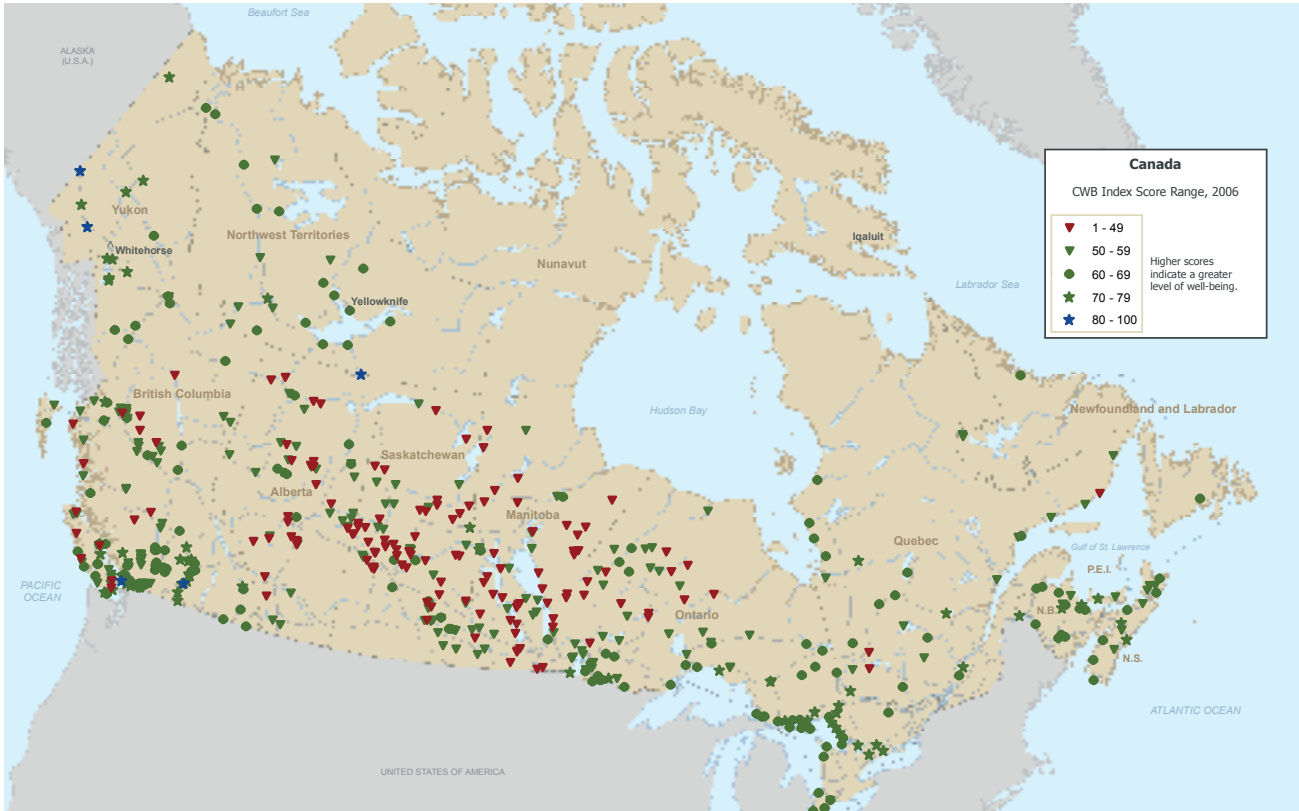 Beaufort Sea
ALASKA
(U.S.A.)
Canada
CWB Index Score Range, 2006
1 - 49
50 - 59
60 - 69
70 - 79
80 - 100
Higher scores
indicate a greater
level of well-being.
Yukon
Whitehorse
Northwest Territories
Iqaluit
Nunavut
Labrador Sea
Yellowknife
British Columbia
Hudson Bay
Newfoundland and Labrador
Saskatchewan
Alberta
Manitoba
Quebec
Gulf of St. Lawrence
P.E.I.
PACIFIC
OCEAN
N.B.
Ontario
N.S.
ATLANTIC OCEAN
UNITED STATES OF AMERICA